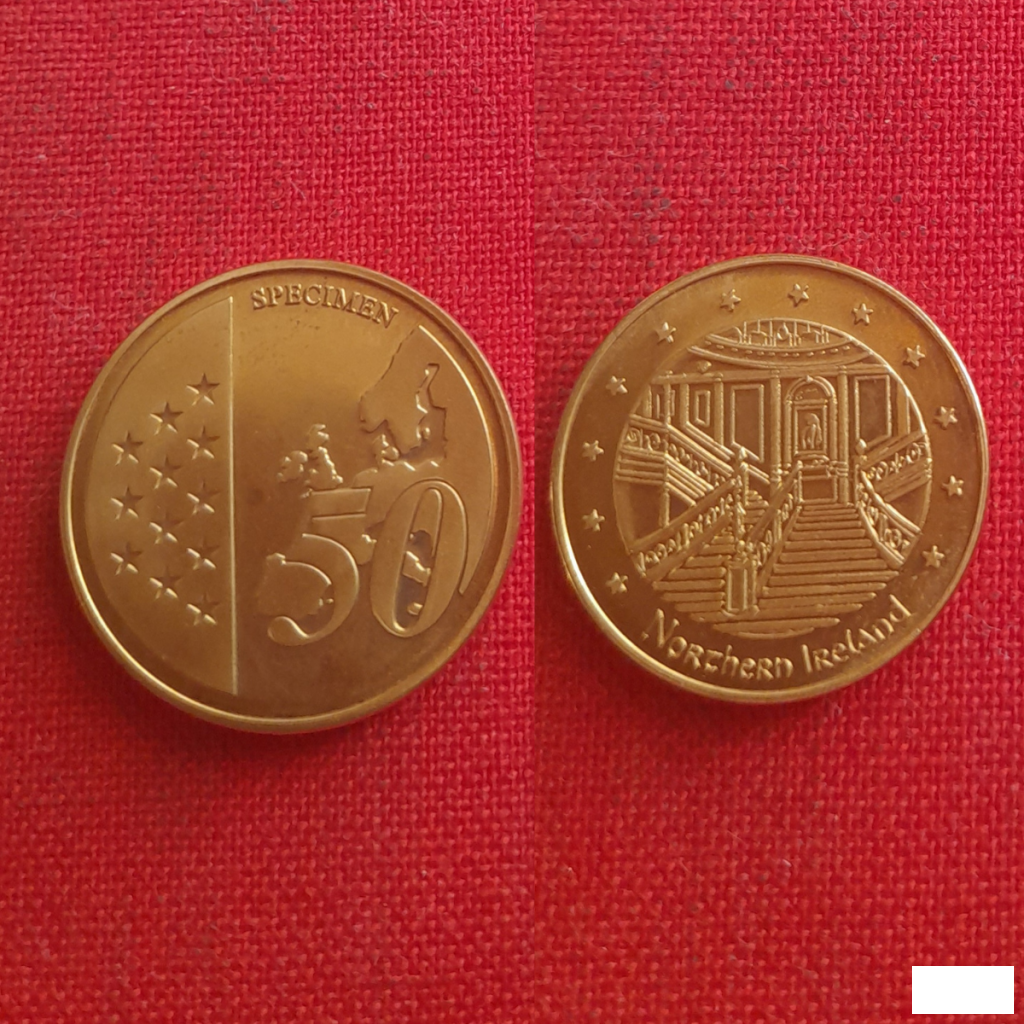 SPECIMEN
50
Northern Ireland